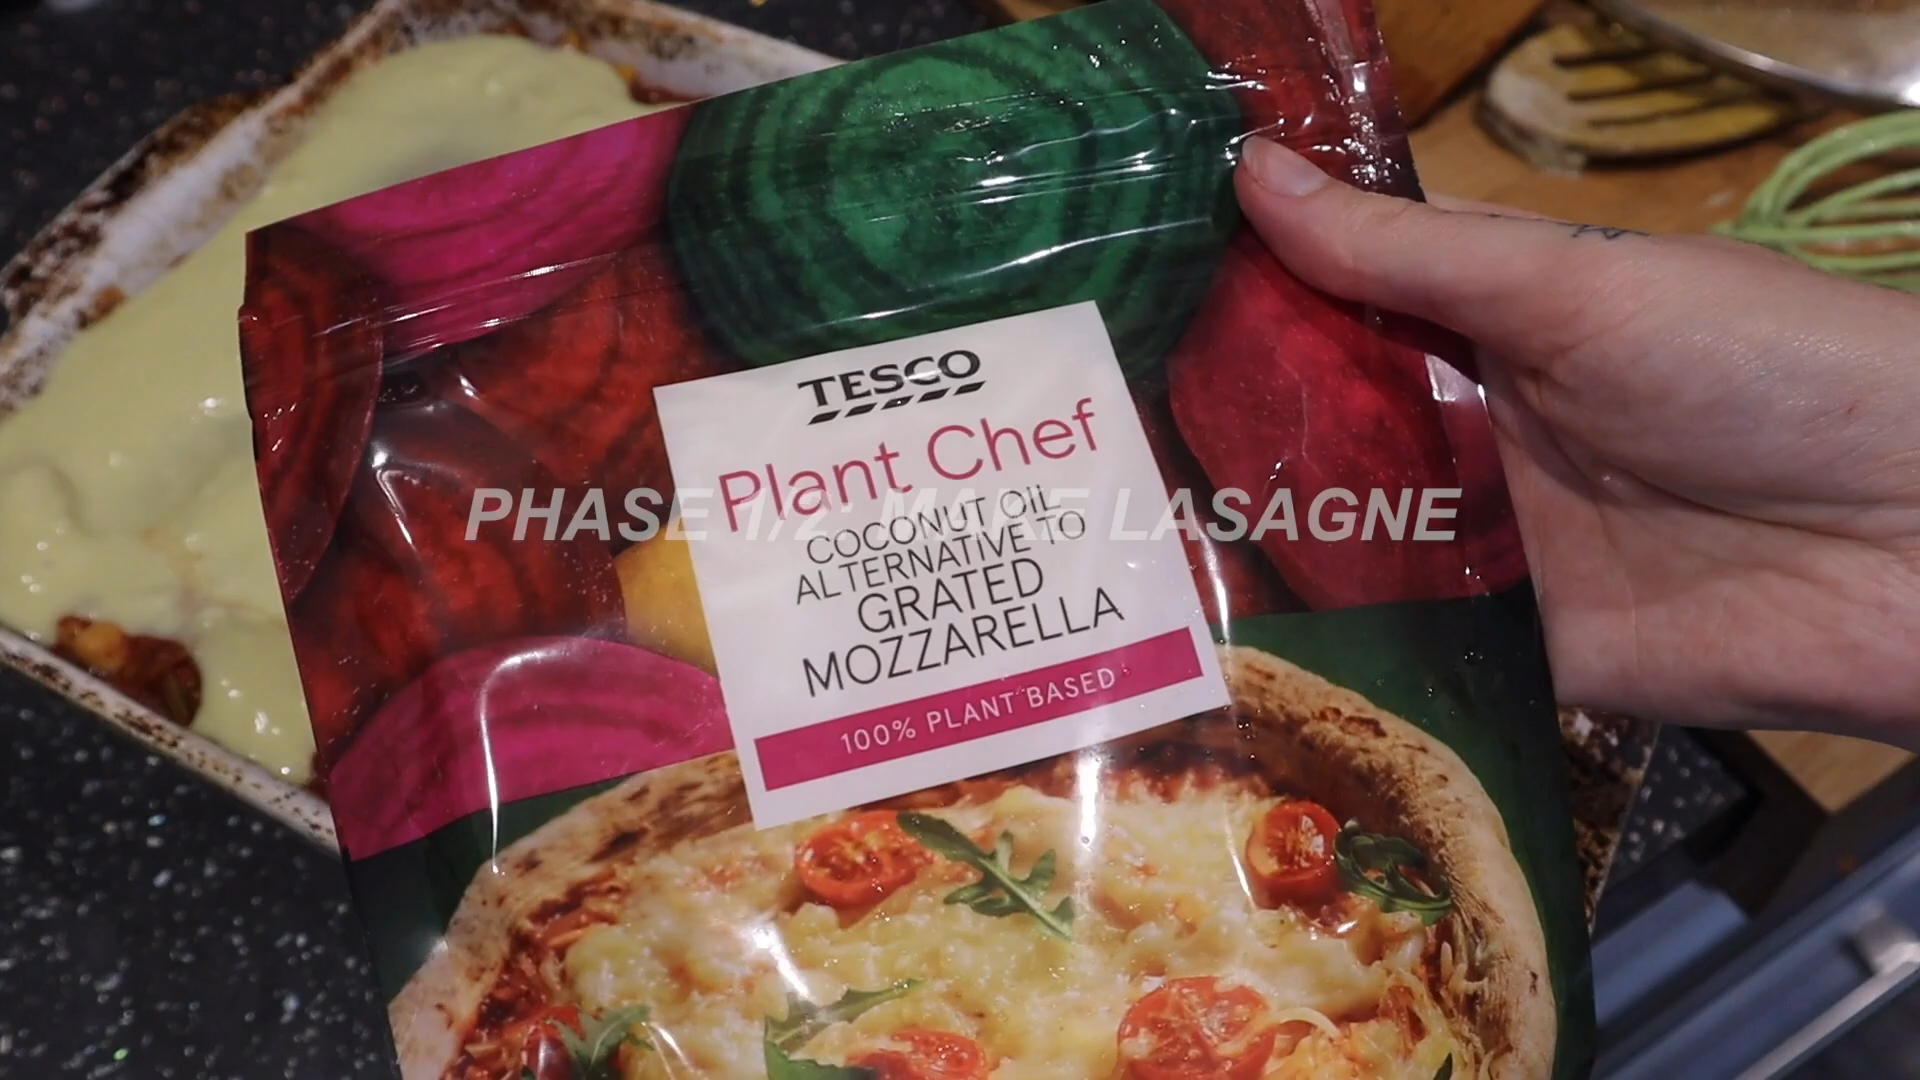 TESCO
Plant Chef
COCONUT OIL
ALTERNATIVE TO
GRATED
MOZZARELLA
100% PLANT BASED
PHASE 1/2: MAKE LASAGNE